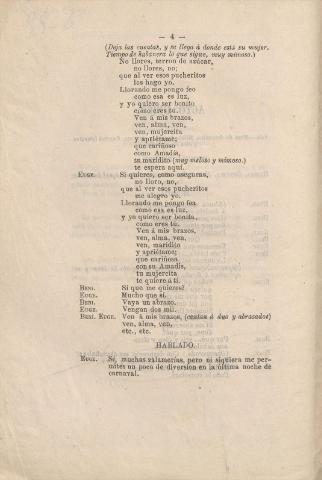 — 4 —
(Deja las cuentas, y se llega á donde está su mujer.
Tiempo de habanera lo que sigue, muy mimoso.)
No llores, terron de azúcar,
no llores, no;
que al ver esos pucheritos
los hago yo.
Llorando me pongo feo
como esa es luz,
y yo quiero ser bonito
como eres tú.
Ven á mis brazos,
ven, alma, ven,
ven, mujercita
y apriétame;
que cariñoso
como Amadís,
tu maridito (muy melito y mimoso.)
te espera aquí.
EUGE. Si quieres, como aseguras,
no lloro, no,
que al ver esos pucheritos
me alegro yo.
Llorando me pongo fea
como esa es luz,
y yo quiero ser bonita,
como eres tú.
Ven á mis brazos,
ven, alma, ven,
ven, maridito
y apriétame;
que cariñosa
con su Amadís,
tu mujercita
te quiere á tí.
BENI. Si que me quieres?
EUGE. Mucho que sí.
BENI. Vaya un abrazo.
EUGE. Vengan dos mil.
BENI. EUGE. Ven á mis brazos, (cantan á duo y abrazados)
ven, alma, ven,
etc., etc.
HABLADO.
EUGE. Sí, muchas zalamerías, pero ni siquiera me per-
mites un poco de diversion en la última noche de
carnaval.